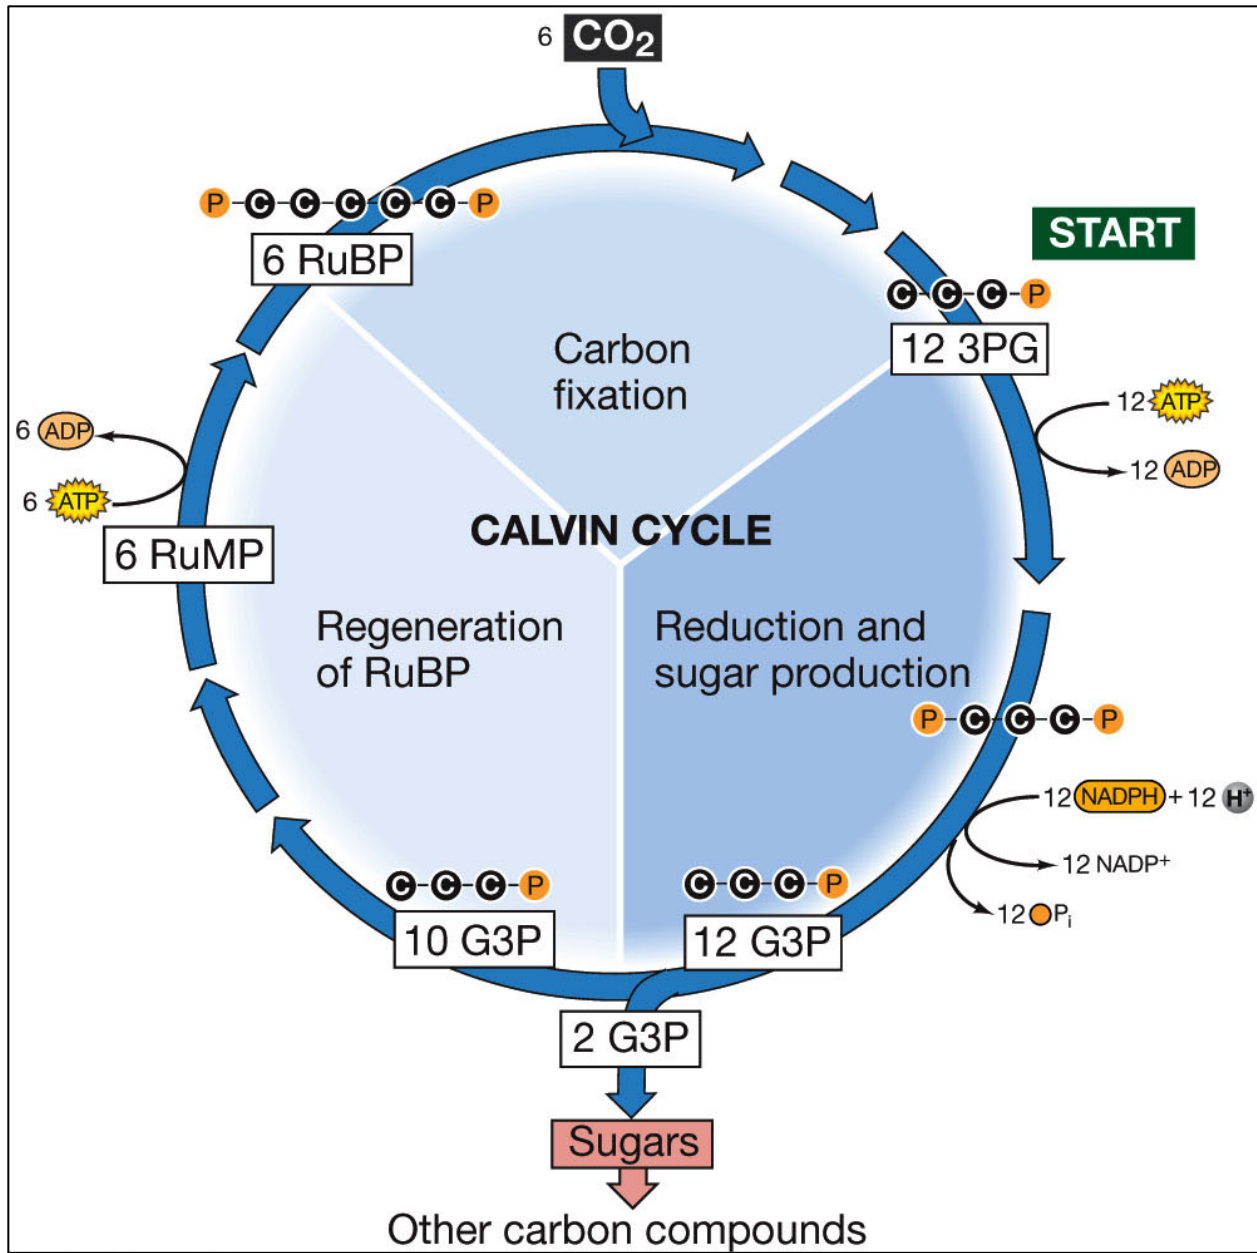 6 CO₂
P-C-C-C-C-C-P
6 RuBP
START
C-C-C-P
12 3PG
Carbon
fixation
12 ATP
12 ADP
6 ADP
6 ATP
6 RuMP
CALVIN CYCLE
Regeneration
of RuBP
Reduction and
sugar production
P-C-C-C-P
12 NADPH + 12 H⁺
12 NADP⁺
12 Pᵢ
C-C-C-P
10 G3P
C-C-C-P
12 G3P
2 G3P
Sugars
Other carbon compounds